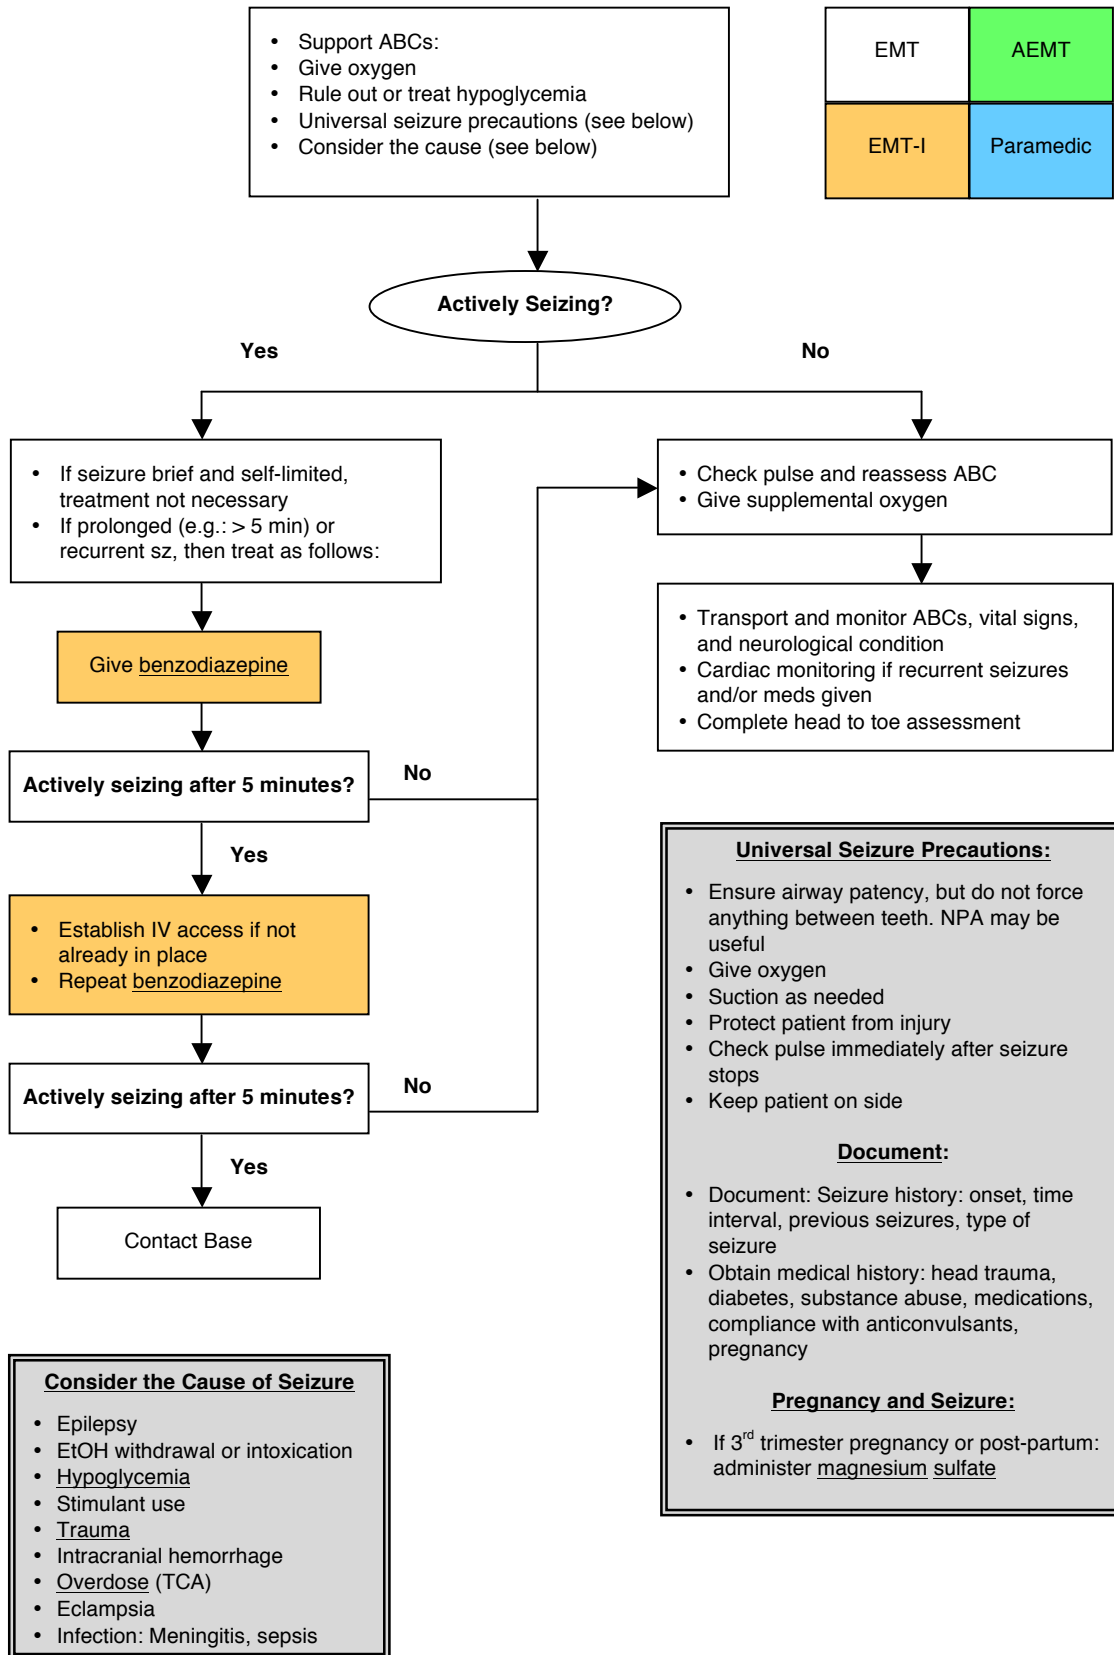 • Support ABCs:
• Give oxygen
• Rule out or treat hypoglycemia
• Universal seizure precautions (see below)
• Consider the cause (see below)
EMT
AEMT
EMT-I
Paramedic
Actively Seizing?
Yes
No
• If seizure brief and self-limited,
treatment not necessary
• If prolonged (e.g.: > 5 min) or
recurrent sz, then treat as follows:
• Check pulse and reassess ABC
• Give supplemental oxygen
Give benzodiazepine
• Transport and monitor ABCs, vital signs,
and neurological condition
• Cardiac monitoring if recurrent seizures
and/or meds given
• Complete head to toe assessment
Actively seizing after 5 minutes?
No
Yes
• Establish IV access if not
already in place
• Repeat benzodiazepine
Actively seizing after 5 minutes?
No
Yes
Contact Base
Universal Seizure Precautions:
• Ensure airway patency, but do not force
anything between teeth. NPA may be
useful
• Give oxygen
• Suction as needed
• Protect patient from injury
• Check pulse immediately after seizure
stops
• Keep patient on side
Document:
• Document: Seizure history: onset, time
interval, previous seizures, type of
seizure
• Obtain medical history: head trauma,
diabetes, substance abuse, medications,
compliance with anticonvulsants,
pregnancy
Pregnancy and Seizure:
• If 3rd trimester pregnancy or post-partum:
administer magnesium sulfate
Consider the Cause of Seizure
• Epilepsy
• EtOH withdrawal or intoxication
• Hypoglycemia
• Stimulant use
• Trauma
• Intracranial hemorrhage
• Overdose (TCA)
• Eclampsia
• Infection: Meningitis, sepsis